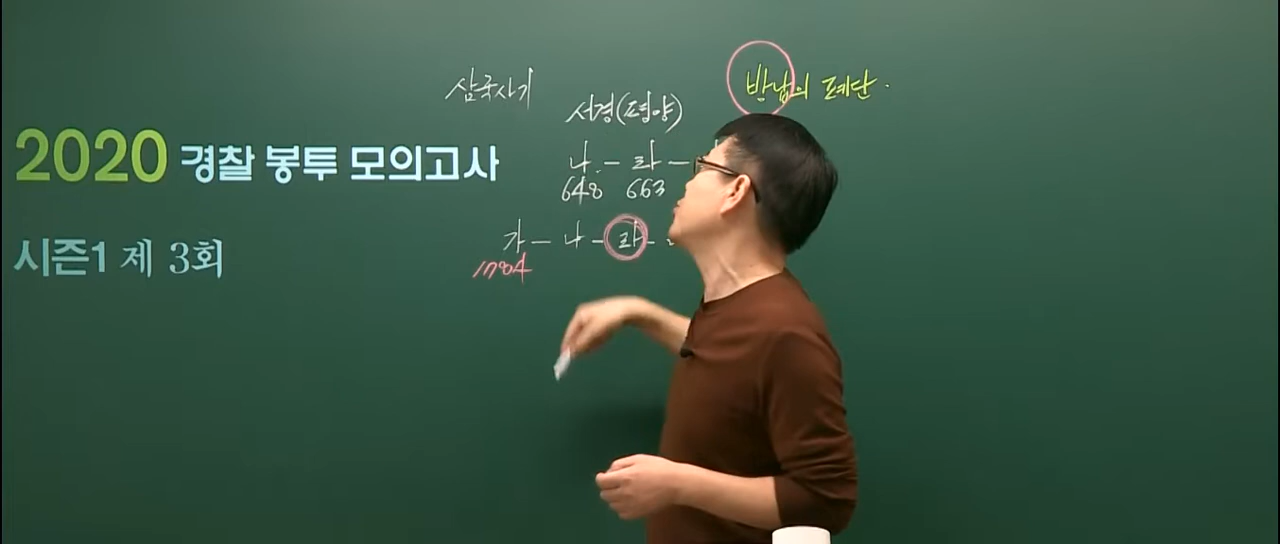 삼국사기
방납의 폐단.
서경(평양)
2020 경찰 봉투 모의고사
나 - 라 -
648 663
가 - 나 - 라 -
1784
시즌1 제 3회